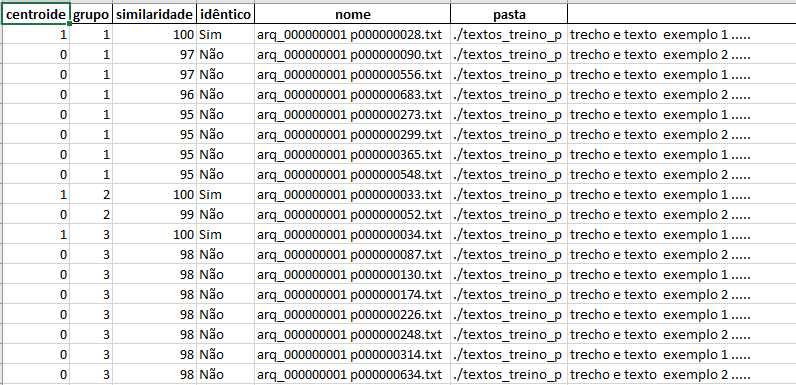 centroide grupo similaridade idêntico nome pasta
1 1 100 Sim arq_000000001 p000000028.txt ./textos_treino_p trecho e texto exemplo 1 .....
0 1 97 Não arq_000000001 p000000090.txt ./textos_treino_p trecho e texto exemplo 2 .....
0 1 97 Não arq_000000001 p000000556.txt ./textos_treino_p trecho e texto exemplo 1 .....
0 1 96 Não arq_000000001 p000000683.txt ./textos_treino_p trecho e texto exemplo 2 .....
0 1 95 Não arq_000000001 p000000273.txt ./textos_treino_p trecho e texto exemplo 1 .....
0 1 95 Não arq_000000001 p000000299.txt ./textos_treino_p trecho e texto exemplo 2 .....
0 1 95 Não arq_000000001 p000000365.txt ./textos_treino_p trecho e texto exemplo 1 .....
0 1 95 Não arq_000000001 p000000548.txt ./textos_treino_p trecho e texto exemplo 2 .....
1 2 100 Sim arq_000000001 p000000033.txt ./textos_treino_p trecho e texto exemplo 1 .....
0 2 99 Não arq_000000001 p000000052.txt ./textos_treino_p trecho e texto exemplo 2 .....
1 3 100 Sim arq_000000001 p000000034.txt ./textos_treino_p trecho e texto exemplo 1 .....
0 3 98 Não arq_000000001 p000000087.txt ./textos_treino_p trecho e texto exemplo 2 .....
0 3 98 Não arq_000000001 p000000130.txt ./textos_treino_p trecho e texto exemplo 1 .....
0 3 98 Não arq_000000001 p000000174.txt ./textos_treino_p trecho e texto exemplo 2 .....
0 3 98 Não arq_000000001 p000000226.txt ./textos_treino_p trecho e texto exemplo 1 .....
0 3 98 Não arq_000000001 p000000248.txt ./textos_treino_p trecho e texto exemplo 2 .....
0 3 98 Não arq_000000001 p000000314.txt ./textos_treino_p trecho e texto exemplo 1 .....
0 3 98 Não arq_000000001 p000000634.txt ./textos_treino_p trecho e texto exemplo 2 .....